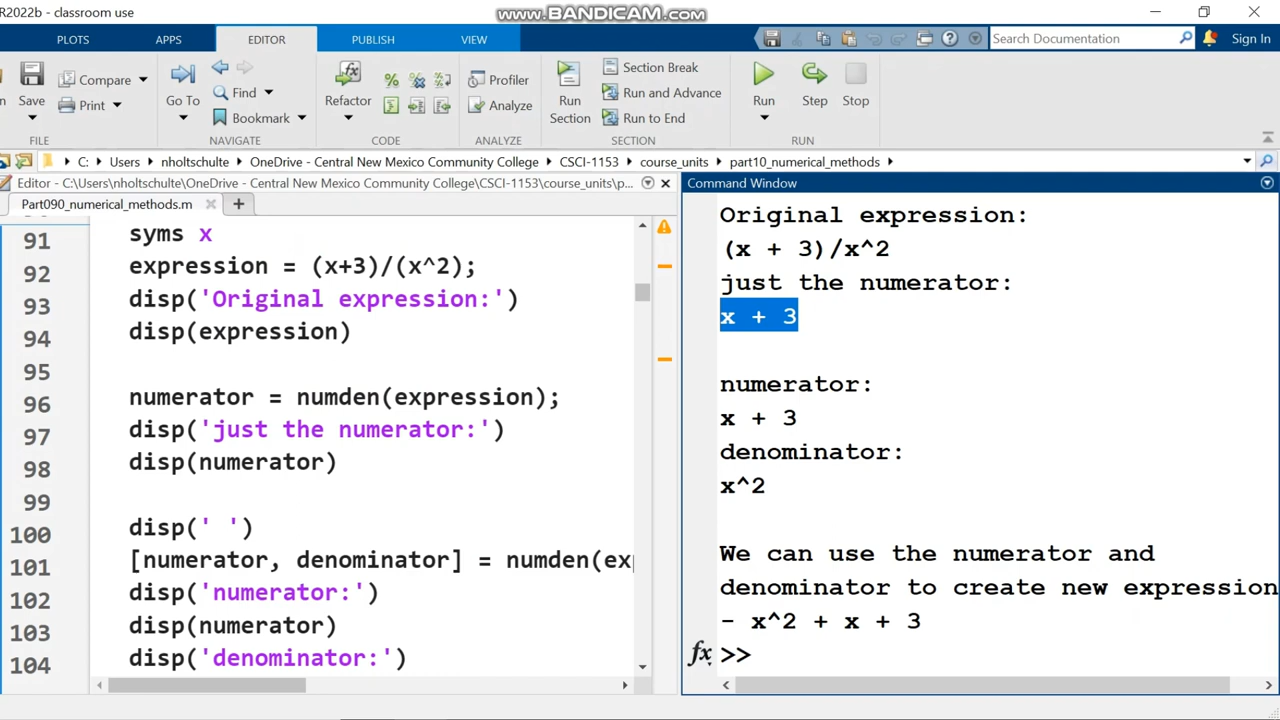 R2022b - classroom use
www.BANDICAM.com
PLOTS APPS EDITOR PUBLISH VIEW
Search Documentation
Sign In
Save
Compare
Print
FILE
Go To
Find
Bookmark
NAVIGATE
Refactor
CODE
Profiler
Analyze
ANALYZE
Run Section
Section Break
Run and Advance
Run to End
SECTION
Run
Step
Stop
RUN
C: Users nholtschulte OneDrive - Central New Mexico Community College CSCI-1153 course_units part10_numerical_methods
Editor - C:\Users\nholtschulte\OneDrive - Central New Mexico Community College\CSCI-1153\course_units\p...
Part090_numerical_methods.m
91 syms x
92 expression = (x+3)/(x^2);
93 disp('Original expression:')
94 disp(expression)
95
96 numerator = numden(expression);
97 disp('just the numerator:')
98 disp(numerator)
99
100 disp(' ')
101 [numerator, denominator] = numden(exp
102 disp('numerator:')
103 disp(numerator)
104 disp('denominator:')
Command Window
Original expression:
(x + 3)/x^2
just the numerator:
x + 3
numerator:
x + 3
denominator:
x^2
We can use the numerator and
denominator to create new expression
- x^2 + x + 3
fx >>